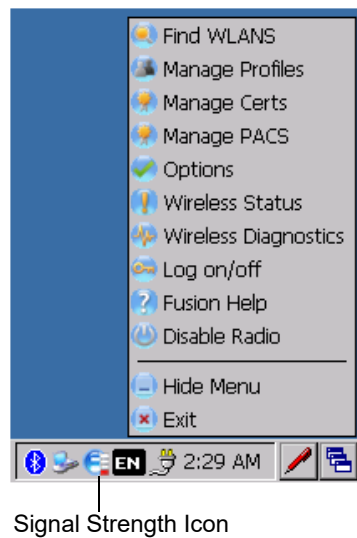 Find WLANS
Manage Profiles
Manage Certs
Manage PACS
Options
Wireless Status
Wireless Diagnostics
Log on/off
Fusion Help
Disable Radio
Hide Menu
Exit
EN 2:29 AM
Signal Strength Icon